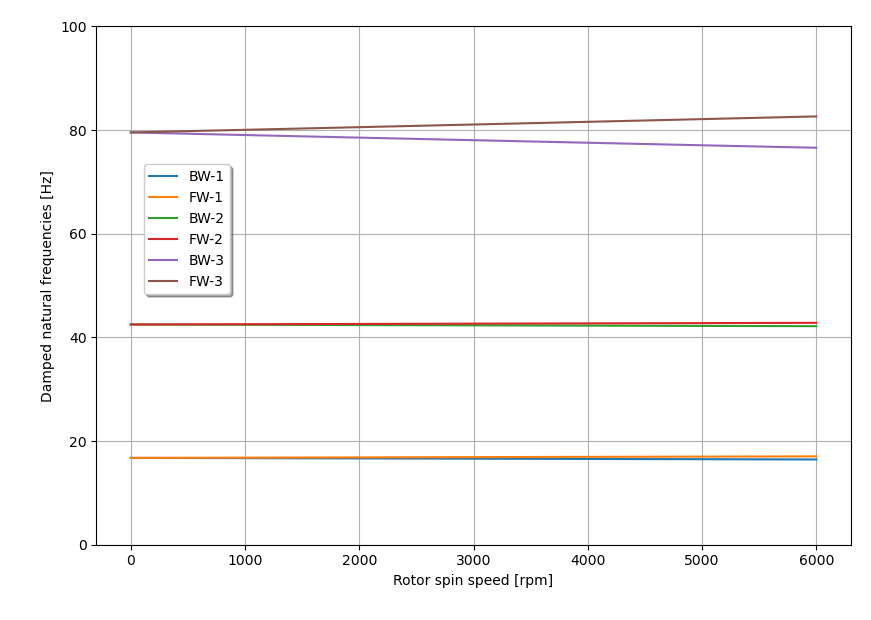 100
80
60
40
20
0
Damped natural frequencies [Hz]
BW-1
FW-1
BW-2
FW-2
BW-3
FW-3
0 1000 2000 3000 4000 5000 6000
Rotor spin speed [rpm]